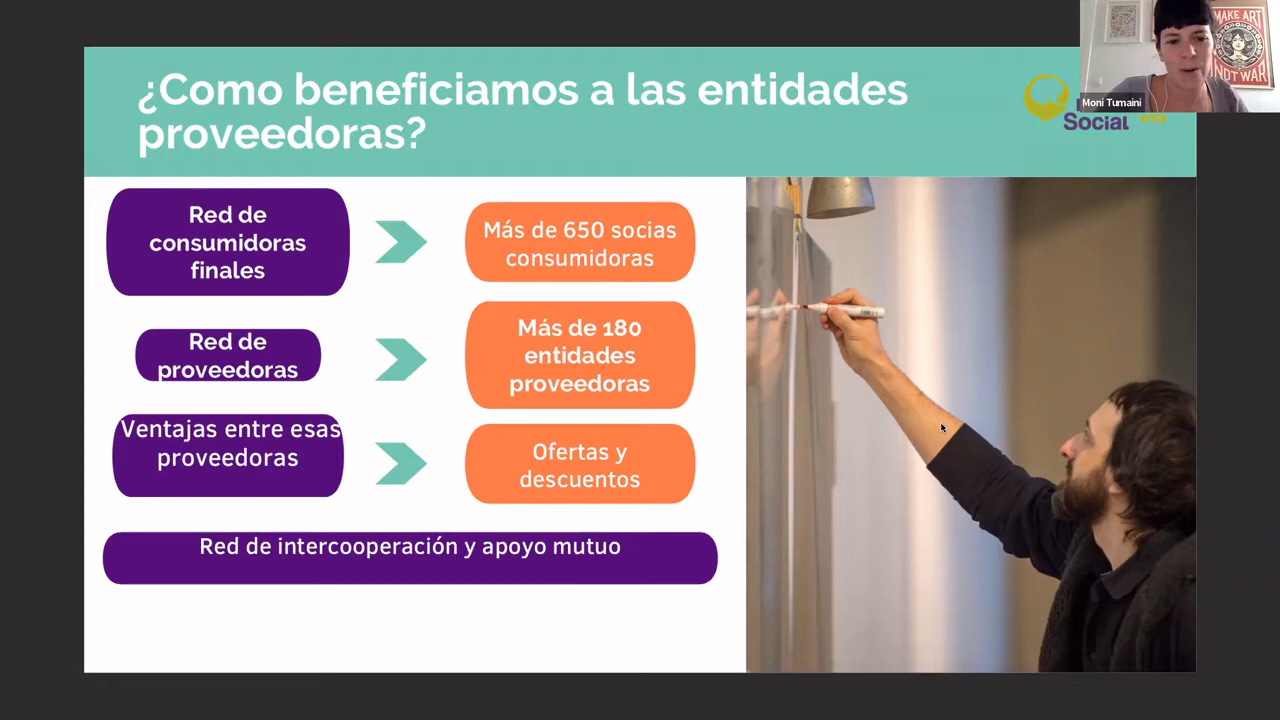 ¿Como beneficiamos a las entidades
proveedoras?
MAKE ART
NOT WAR
Moni Tumaini
Social
Red de
consumidoras
finales
Más de 650 socias
consumidoras
Red de
proveedoras
Más de 180
entidades
proveedoras
Ventajas entre esas
proveedoras
Ofertas y
descuentos
Red de intercooperación y apoyo mutuo